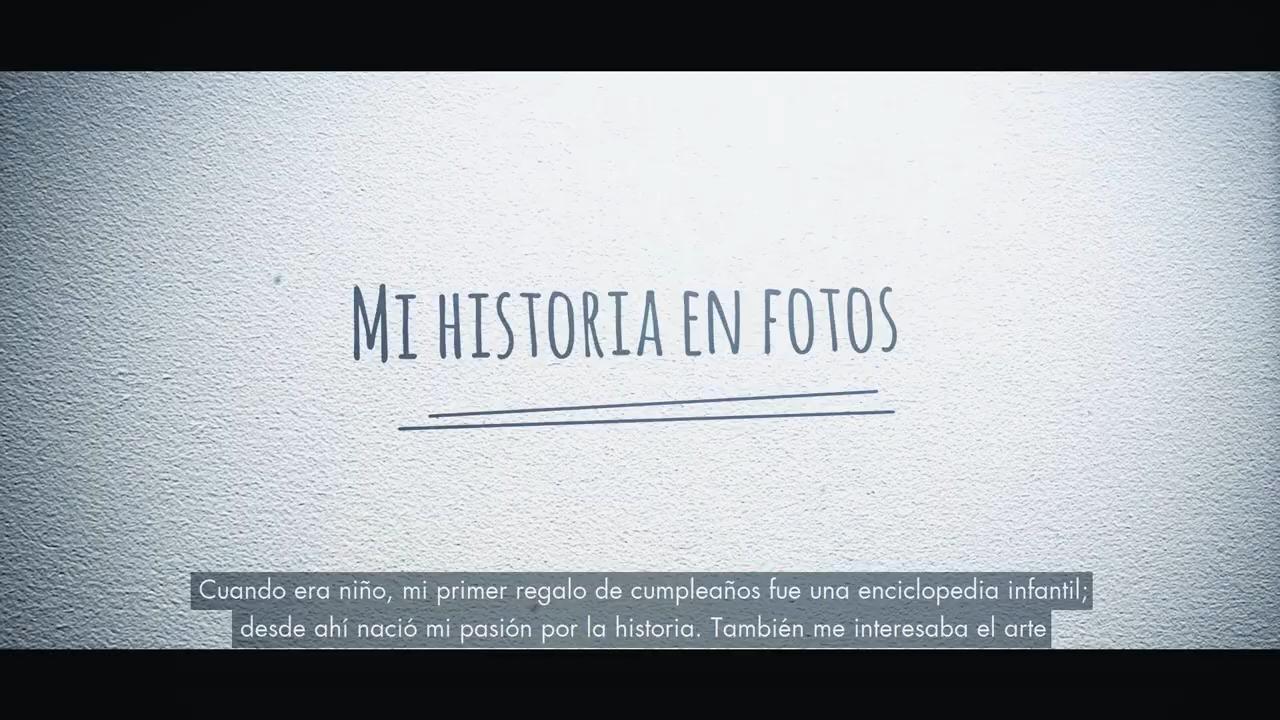 Mi historia en fotos
Cuando era niño, mi primer regalo de cumpleaños fue una enciclopedia infantil;
desde ahí nació mi pasión por la historia. También me interesaba el arte